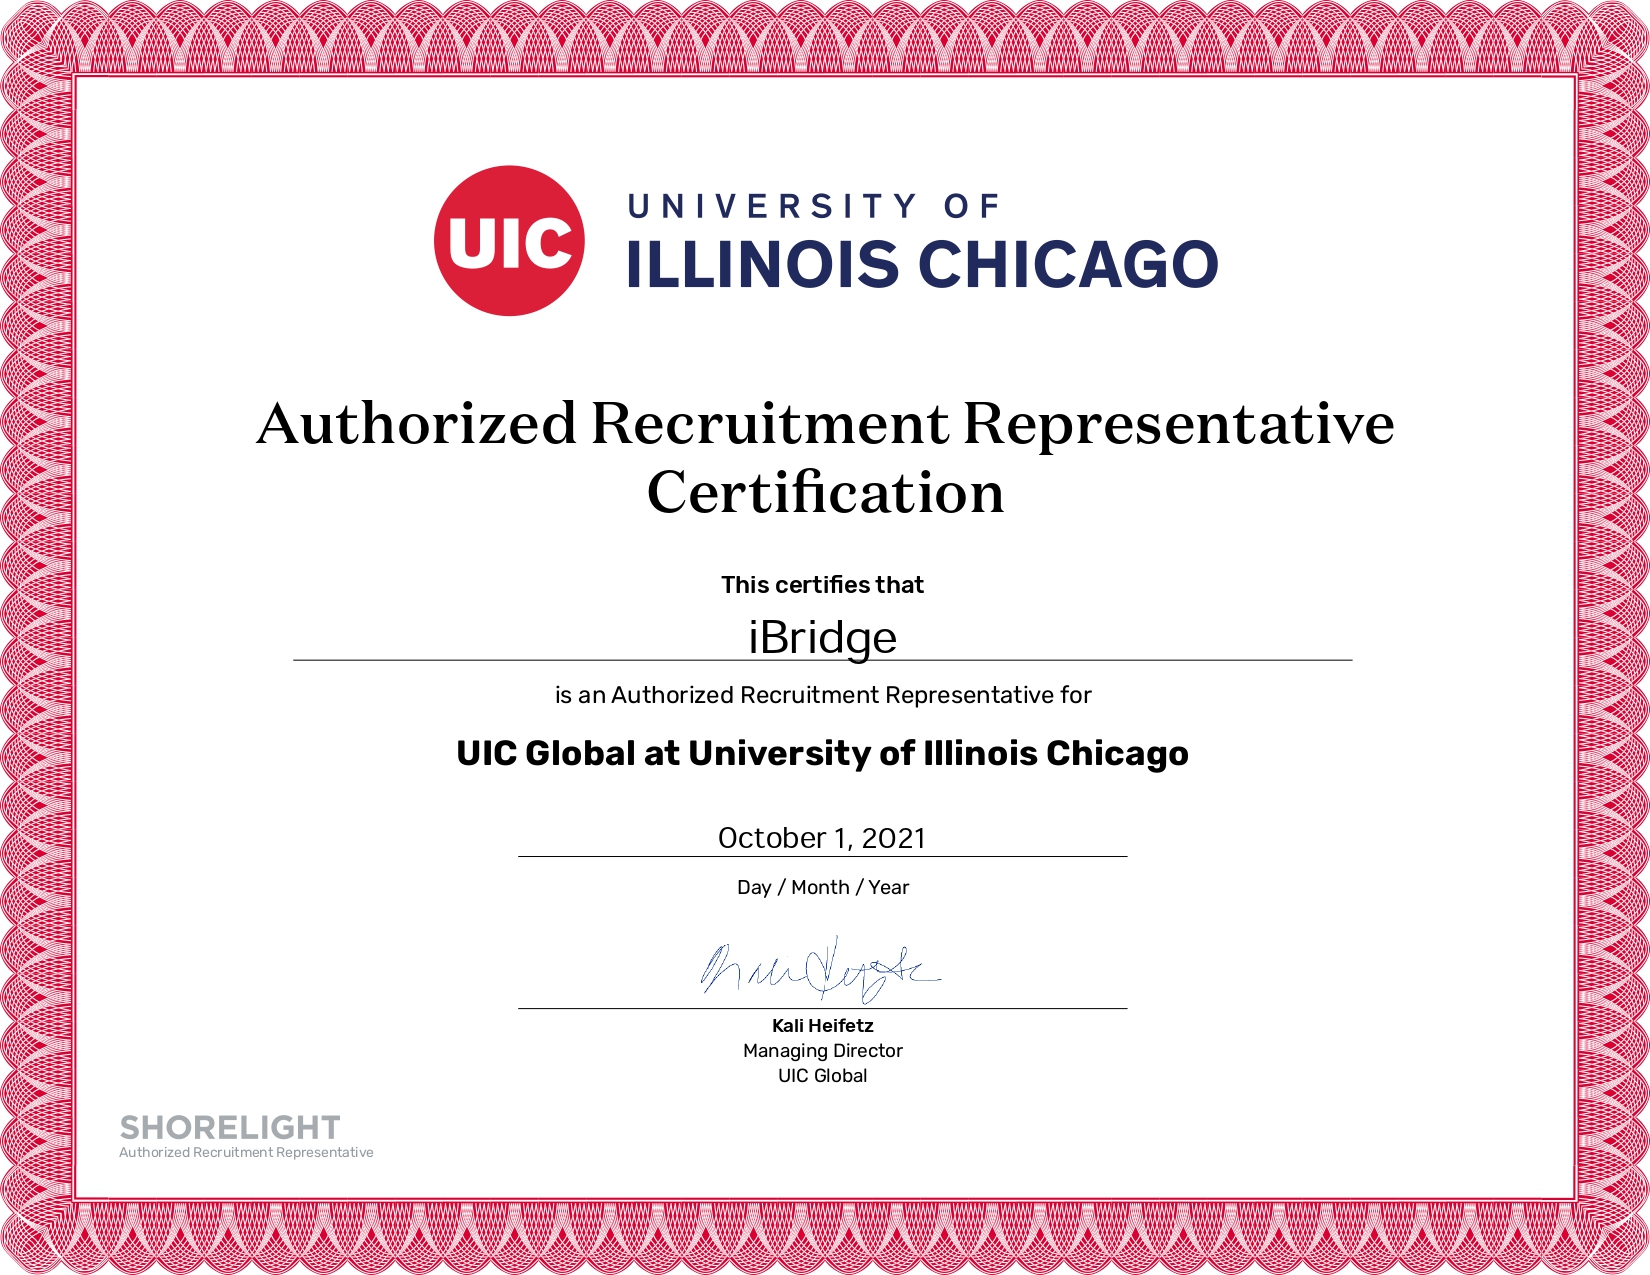 UIC
UNIVERSITY OF
ILLINOIS CHICAGO
Authorized Recruitment Representative
Certification
This certifies that
iBridge
is an Authorized Recruitment Representative for
UIC Global at University of Illinois Chicago
October 1, 2021
Day / Month / Year
Kali Heifetz
Kali Heifetz
Managing Director
UIC Global
SHORELIGHT
Authorized Recruitment Representative